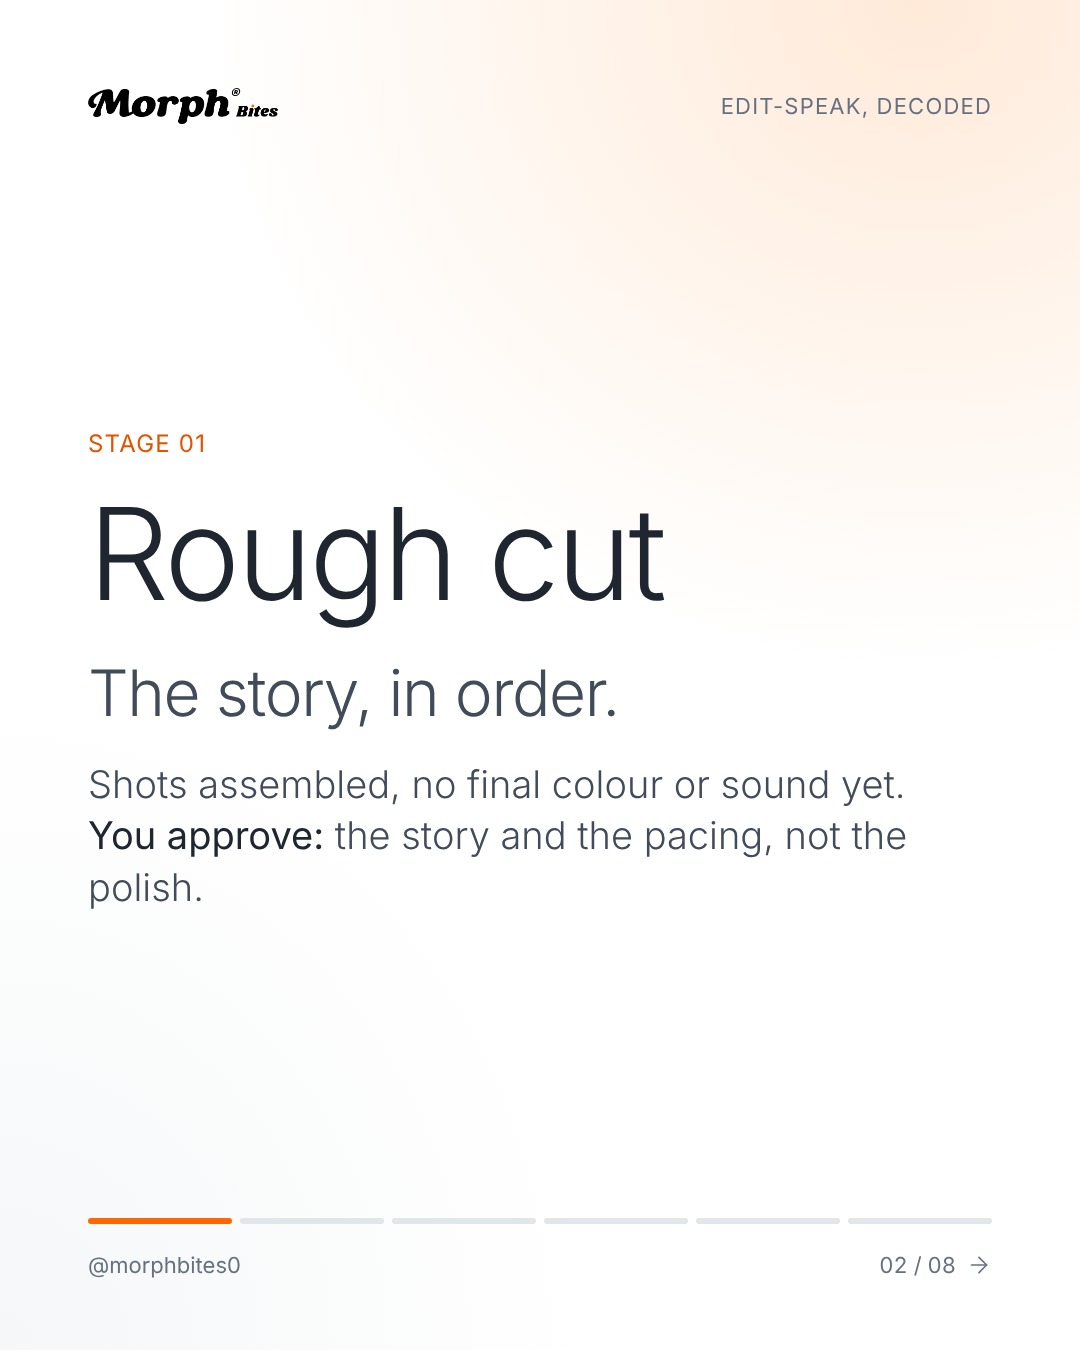 Morph® Bites
EDIT-SPEAK, DECODED
STAGE 01
Rough cut
The story, in order.
Shots assembled, no final colour or sound yet.
You approve: the story and the pacing, not the
polish.
@morphbites0
02 / 08 →